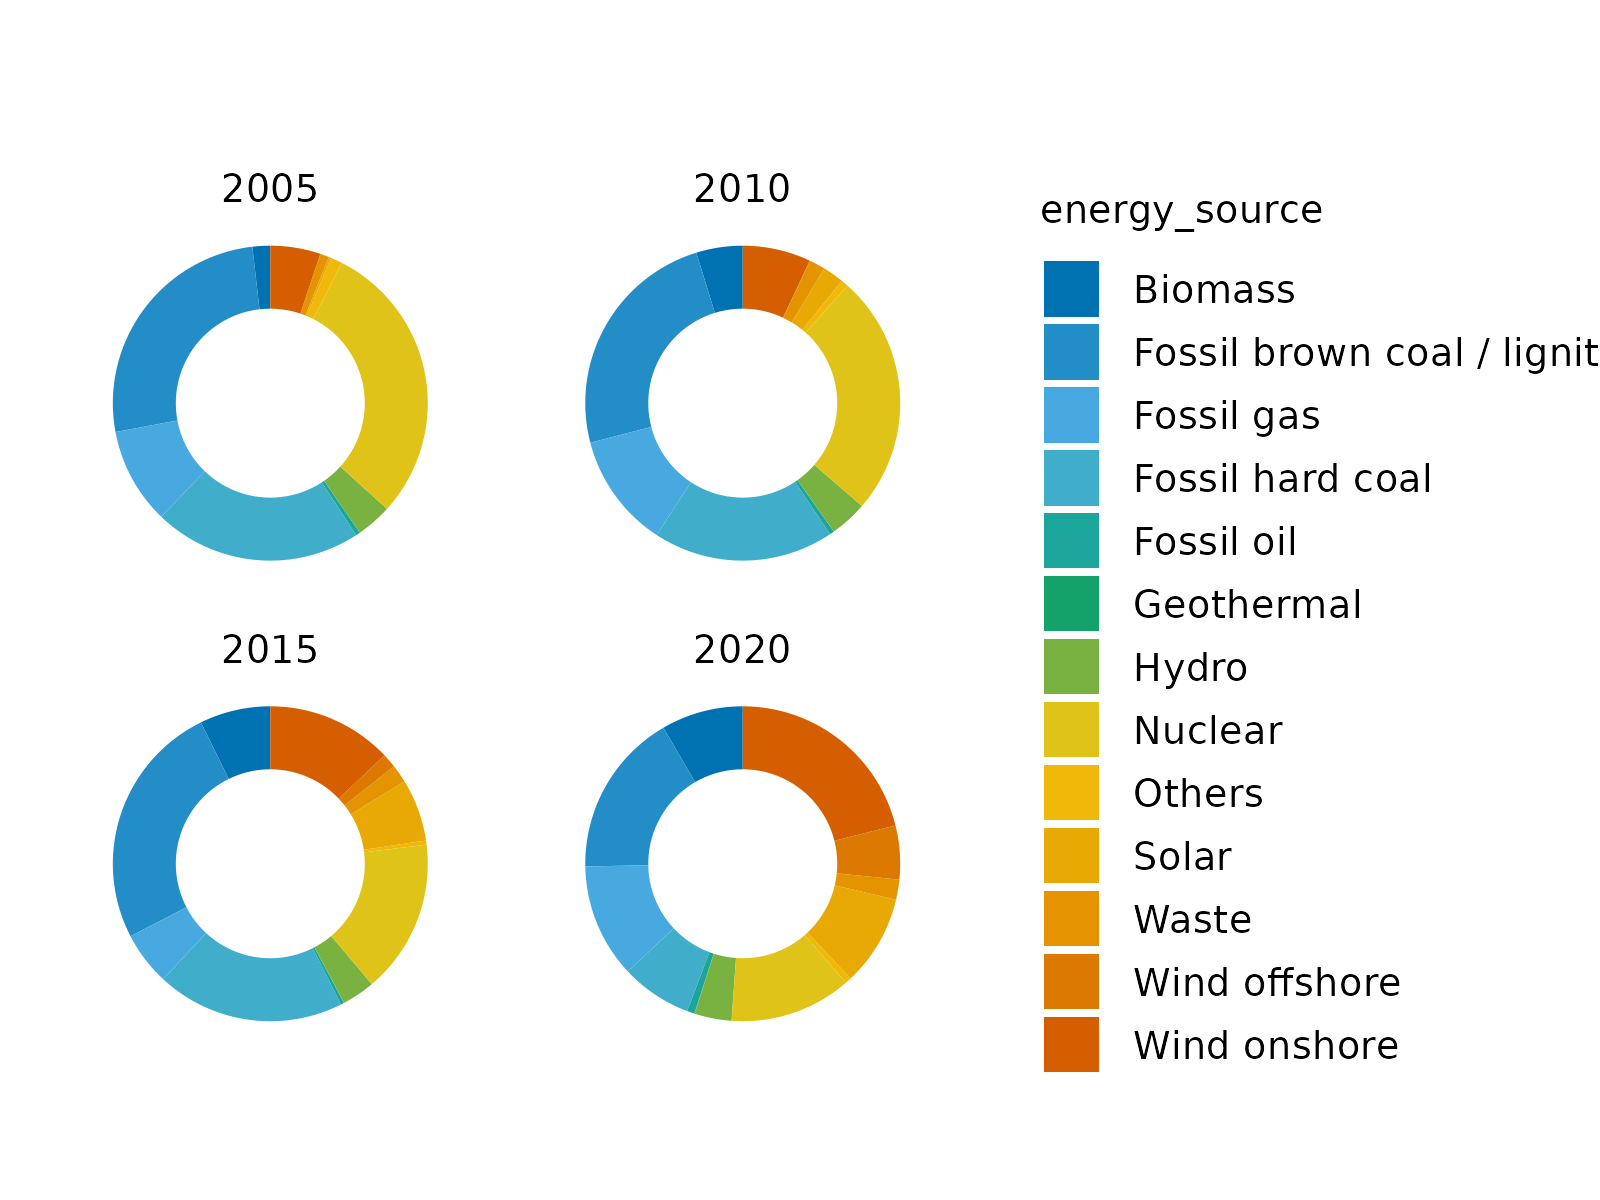 2005
2010
2015
2020
energy_source
Biomass
Fossil brown coal / lignit
Fossil gas
Fossil hard coal
Fossil oil
Geothermal
Hydro
Nuclear
Others
Solar
Waste
Wind offshore
Wind onshore